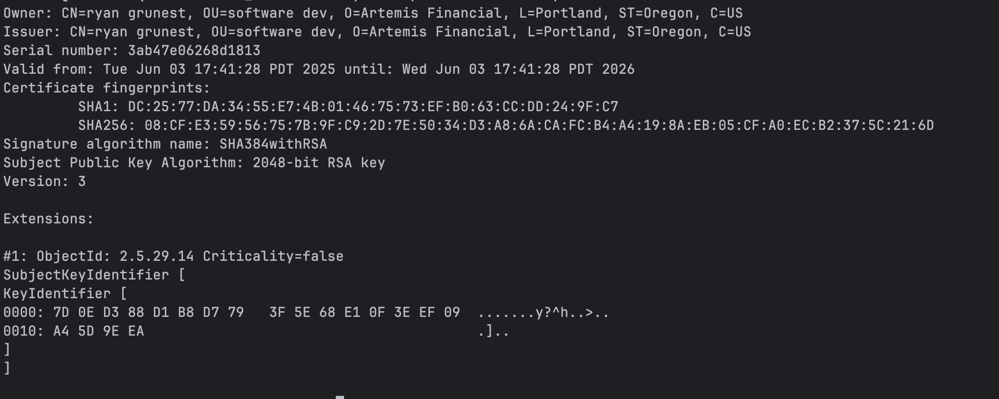 Owner: CN=ryan grunest, OU=software dev, O=Artemis Financial, L=Portland, ST=Oregon, C=US
Issuer: CN=ryan grunest, OU=software dev, O=Artemis Financial, L=Portland, ST=Oregon, C=US
Serial number: 3ab47e06268d1813
Valid from: Tue Jun 03 17:41:28 PDT 2025 until: Wed Jun 03 17:41:28 PDT 2026
Certificate fingerprints:
         SHA1: DC:25:77:DA:34:55:E7:4B:01:46:75:73:EF:B0:63:CC:DD:24:9F:C7
         SHA256: 08:CF:E3:59:56:75:7B:9F:C9:2D:7E:50:34:D3:A8:6A:CA:FC:B4:A4:19:8A:EB:05:CF:A0:EC:B2:37:5C:21:6D
Signature algorithm name: SHA384withRSA
Subject Public Key Algorithm: 2048-bit RSA key
Version: 3
Extensions:
#1: ObjectId: 2.5.29.14 Criticality=false
SubjectKeyIdentifier [
KeyIdentifier [
0000: 7D 0E D3 88 D1 B8 D7 79   3F 5E 68 E1 0F 3E EF 09  .......y?^h..>..
0010: A4 5D 9E EA                                        .]..
]
]